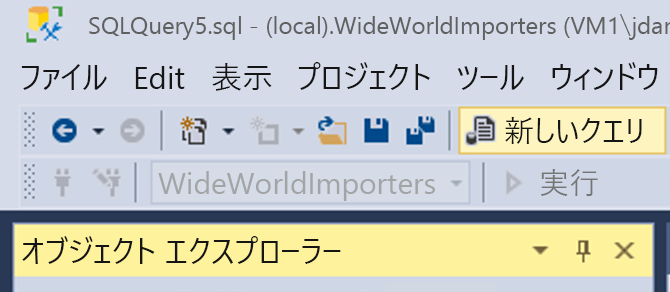 SQLQuery5.sql - (local).WideWorldImporters (VM1\jdan
ファイル Edit 表示 プロジェクト ツール ウィンドウ
新しいクエリ
WideWorldImporters 実行
オブジェクト エクスプローラー